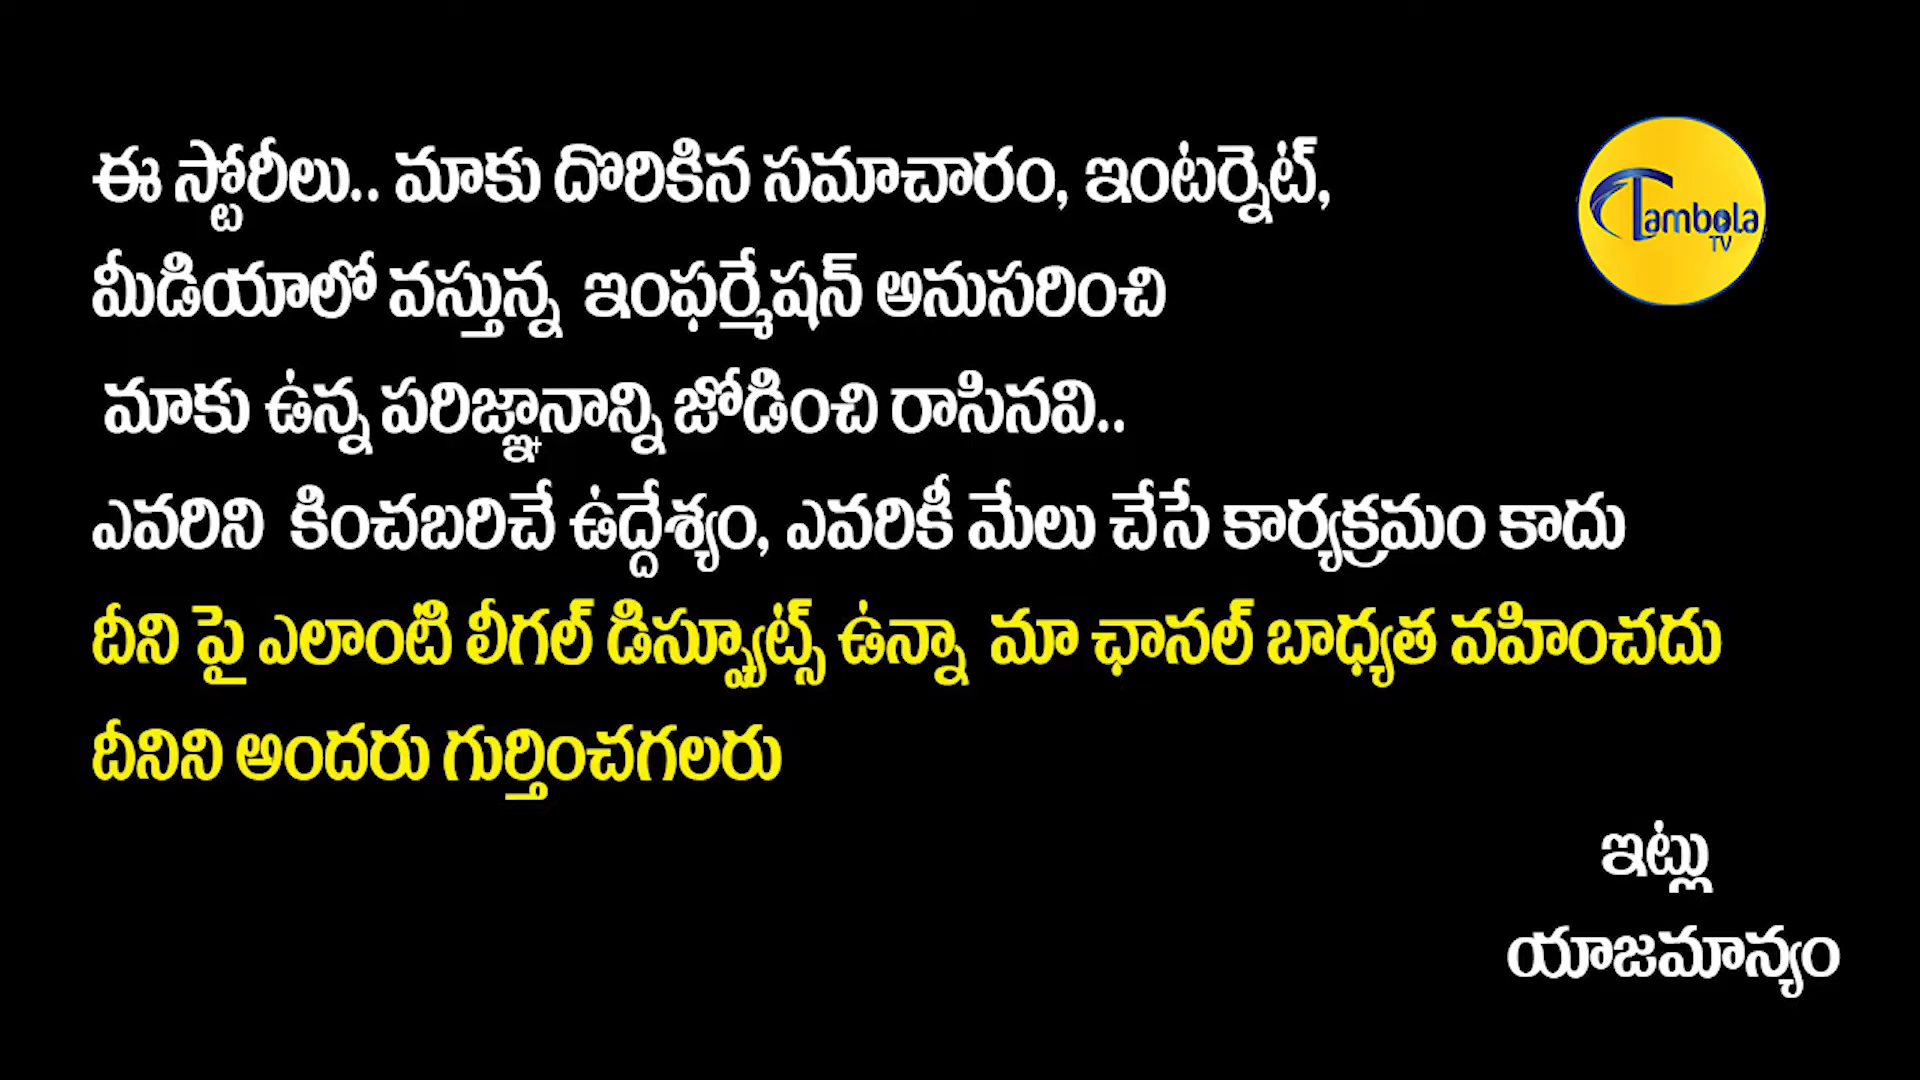 ఈ స్టోరీలు.. మాకు దొరికిన సమాచారం, ఇంటర్నెట్,
Tambola
TV
మీడియాలో వస్తున్న ఇంఫర్మేషన్ అనుసరించి
మాకు ఉన్న పరిజ్ఞానాన్ని జోడించి రాసినవి..
ఎవరిని కించబరిచే ఉద్దేశ్యం, ఎవరికీ మేలు చేసే కార్యక్రమం కాదు
దీని పై ఎలాంటి లీగల్ డిస్ప్యూట్స్ ఉన్నా మా ఛానల్ బాధ్యత వహించదు
దీనిని అందరు గుర్తించగలరు
ఇట్లు
యాజమాన్యం